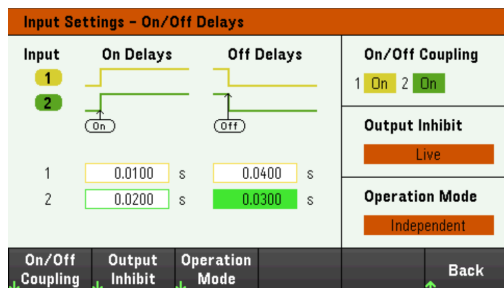 Input Settings - On/Off Delays
Input On Delays Off Delays
1
2
On Off
1 0.0100 s 0.0400 s
2 0.0200 s 0.0300 s
On/Off Coupling
1 On 2 On
Output Inhibit
Live
Operation Mode
Independent
On/Off Output Operation
Coupling Inhibit Mode Back